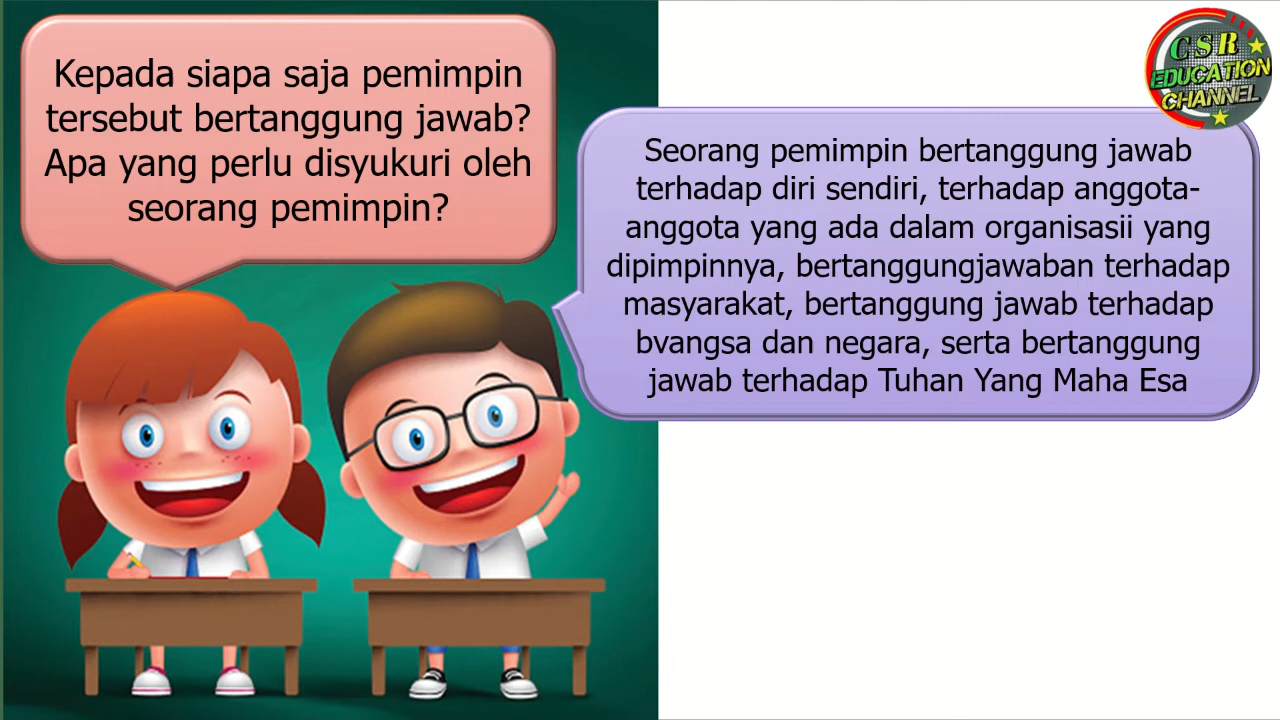 Kepada siapa saja pemimpin
tersebut bertanggung jawab?
Apa yang perlu disyukuri oleh
seorang pemimpin?
CSR
EDUCATION
CHANNEL
Seorang pemimpin bertanggung jawab
terhadap diri sendiri, terhadap anggota-
anggota yang ada dalam organisasii yang
dipimpinnya, bertanggungjawaban terhadap
masyarakat, bertanggung jawab terhadap
bvangsa dan negara, serta bertanggung
jawab terhadap Tuhan Yang Maha Esa